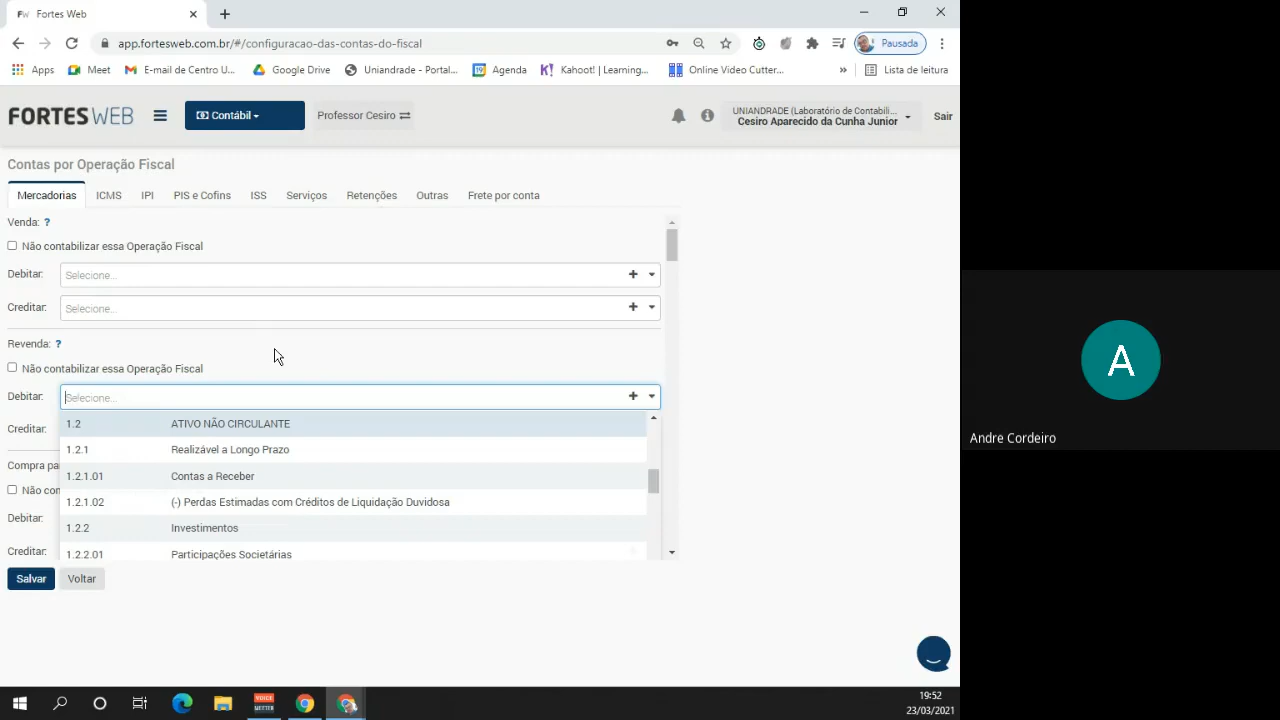 Fw Fortes Web
app.fortesweb.com.br/#/configuracao-das-contas-do-fiscal
Pausada
Apps Meet E-mail de Centro U... Google Drive Uniandrade - Portal... Agenda Kahoot! | Learning... Online Video Cutter... » Lista de leitura
FORTES WEB Contábil Professor Cesiro UNIANDRADE (Laboratório de Contabili... Sair
Cesiro Aparecido da Cunha Junior
Contas por Operação Fiscal
Mercadorias ICMS IPI PIS e Cofins ISS Serviços Retenções Outras Frete por conta
Venda: ?
Não contabilizar essa Operação Fiscal
Debitar: Selecione...
Creditar: Selecione...
Revenda: ?
Não contabilizar essa Operação Fiscal
Debitar: Selecione...
1.2 ATIVO NÃO CIRCULANTE
Creditar:
1.2.1 Realizável a Longo Prazo
Compra pa
1.2.1.01 Contas a Receber
Não con
1.2.1.02 (-) Perdas Estimadas com Créditos de Liquidação Duvidosa
Debitar:
1.2.2 Investimentos
Creditar:
1.2.2.01 Participações Societárias
Salvar Voltar
A
Andre Cordeiro
VOICE
MEETER
19:52
23/03/2021